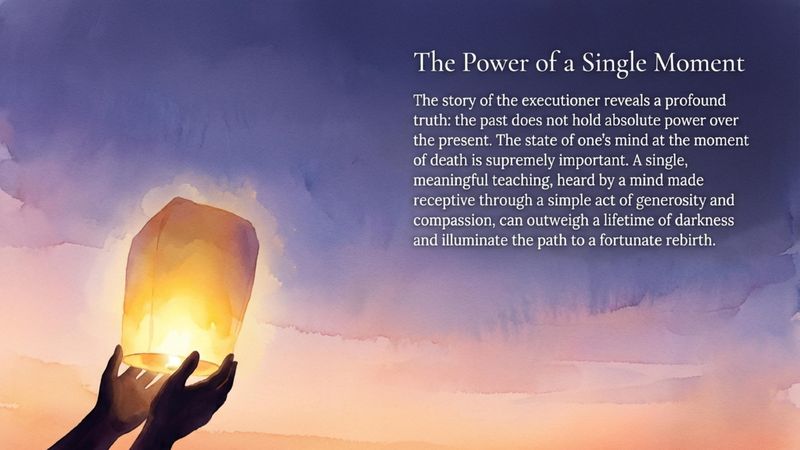 The Power of a Single Moment
The story of the executioner reveals a profound
truth: the past does not hold absolute power over
the present. The state of one’s mind at the moment
of death is supremely important. A single,
meaningful teaching, heard by a mind made
receptive through a simple act of generosity and
compassion, can outweigh a lifetime of darkness
and illuminate the path to a fortunate rebirth.